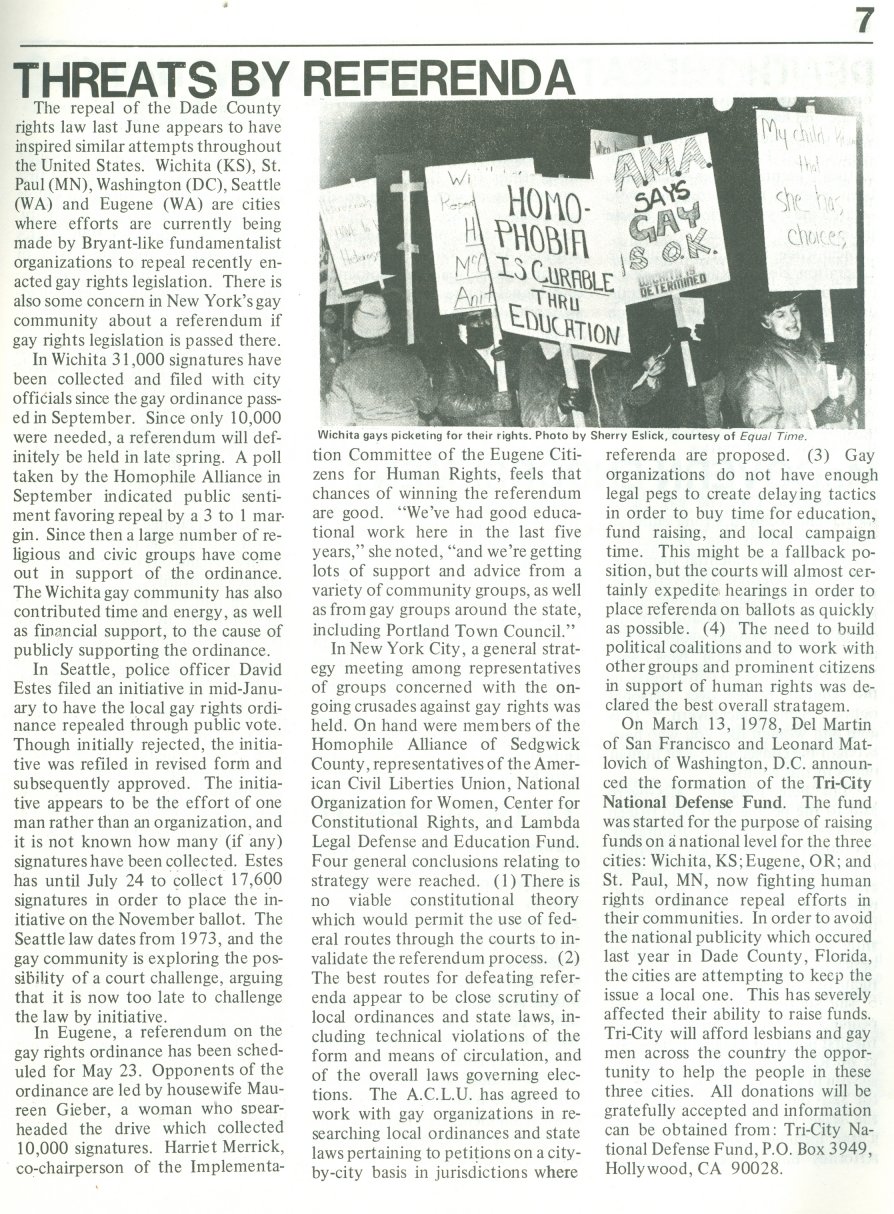 7
THREATS BY REFERENDA
The repeal of the Dade County
rights law last June appears to have
inspired similar attempts throughout
the United States. Wichita (KS), St.
Paul (MN), Washington (DC), Seattle
(WA) and Eugene (WA) are cities
where efforts are currently being
made by Bryant-like fundamentalist
organizations to repeal recently en-
acted gay rights legislation. There is
also some concern in New York's gay
community about a referendum if
gay rights legislation is passed there.
In Wichita 31,000 signatures have
been collected and filed with city
officials since the gay ordinance pass-
ed in September. Since only 10,000
were needed, a referendum will def-
initely be held in late spring. A poll
taken by the Homophile Alliance in
September indicated public senti-
ment favoring repeal by a 3 to 1 mar-
gin. Since then a large number of re-
ligious and civic groups have come
out in support of the ordinance.
The Wichita gay community has also
contributed time and energy, as well
as financial support, to the cause of
publicly supporting the ordinance.
In Seattle, police officer David
Estes filed an initiative in mid-Janu-
ary to have the local gay rights ordi-
nance repealed through public vote.
Though initially rejected, the initia-
tive was refiled in revised form and
subsequently approved. The initia-
tive appears to be the effort of one
man rather than an organization, and
it is not known how many (if any)
signatures have been collected. Estes
has until July 24 to collect 17,600
signatures in order to place the in-
itiative on the November ballot. The
Seattle law dates from 1973, and the
gay community is exploring the pos-
sibility of a court challenge, arguing
that it is now too late to challenge
the law by initiative.
In Eugene, a referendum on the
gay rights ordinance has been sched-
uled for May 23. Opponents of the
ordinance are led by housewife Mau-
reen Gieber, a woman who spear-
headed the drive which collected
10,000 signatures. Harriet Merrick,
co-chairperson of the Implementa-
HOMO-
PHOBIA
IS CURABLE
THRU
EDUCATION
A.M.A.
SAYS
GAY
IS O.K.
DETERMINED
My child
that
she has
choices
Wichita gays picketing for their rights. Photo by Sherry Eslick, courtesy of Equal Time.
tion Committee of the Eugene Citi-
zens for Human Rights, feels that
chances of winning the referendum
are good. “We've had good educa-
tional work here in the last five
years,” she noted, “and we're getting
lots of support and advice from a
variety of community groups, as well
as from gay groups around the state,
including Portland Town Council.”
In New York City, a general strat-
egy meeting among representatives
of groups concerned with the on-
going crusades against gay rights was
held. On hand were members of the
Homophile Alliance of Sedgwick
County, representatives of the Amer-
ican Civil Liberties Union, National
Organization for Women, Center for
Constitutional Rights, and Lambda
Legal Defense and Education Fund.
Four general conclusions relating to
strategy were reached. (1) There is
no viable constitutional theory
which would permit the use of fed-
eral routes through the courts to in-
validate the referendum process. (2)
The best routes for defeating refer-
enda appear to be close scrutiny of
local ordinances and state laws, in-
cluding technical violations of the
form and means of circulation, and
of the overall laws governing elec-
tions. The A.C.L.U. has agreed to
work with gay organizations in re-
searching local ordinances and state
laws pertaining to petitions on a city-
by-city basis in jurisdictions where
referenda are proposed. (3) Gay
organizations do not have enough
legal pegs to create delaying tactics
in order to buy time for education,
fund raising, and local campaign
time. This might be a fallback po-
sition, but the courts will almost cer-
tainly expedite hearings in order to
place referenda on ballots as quickly
as possible. (4) The need to build
political coalitions and to work with
other groups and prominent citizens
in support of human rights was de-
clared the best overall stratagem.
On March 13, 1978, Del Martin
of San Francisco and Leonard Mat-
lovich of Washington, D.C. announ-
ced the formation of the Tri-City
National Defense Fund. The fund
was started for the purpose of raising
funds on a national level for the three
cities: Wichita, KS; Eugene, OR; and
St. Paul, MN, now fighting human
rights ordinance repeal efforts in
their communities. In order to avoid
the national publicity which occured
last year in Dade County, Florida,
the cities are attempting to keep the
issue a local one. This has severely
affected their ability to raise funds.
Tri-City will afford lesbians and gay
men across the country the oppor-
tunity to help the people in these
three cities. All donations will be
gratefully accepted and information
can be obtained from: Tri-City Na-
tional Defense Fund, P.O. Box 3949,
Hollywood, CA 90028.